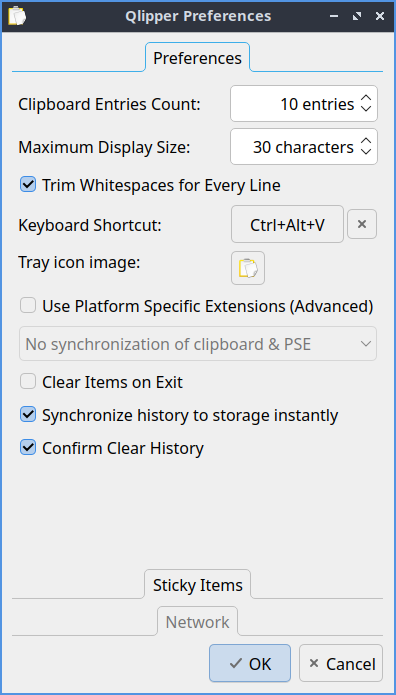 Qlipper Preferences
Preferences
Clipboard Entries Count: 10 entries
Maximum Display Size: 30 characters
Trim Whitespaces for Every Line
Keyboard Shortcut: Ctrl+Alt+V
Tray icon image:
Use Platform Specific Extensions (Advanced)
No synchronization of clipboard & PSE
Clear Items on Exit
Synchronize history to storage instantly
Confirm Clear History
Sticky Items
Network
OK Cancel